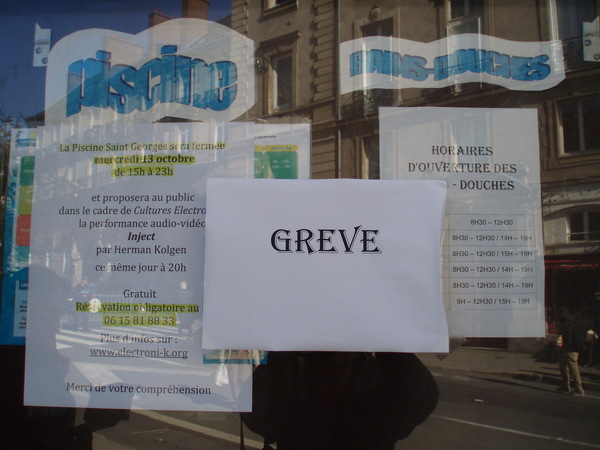 piscine
BAINS-DOUCHES
La Piscine Saint Georges sera fermée
mercredi 13 octobre
de 15h à 23h
et proposera au public
dans le cadre de Cultures Electro
la performance audio-vidéo
Inject
par Herman Kolgen
ce même jour à 20h
Gratuit
Réservation obligatoire au
06 15 81 88 33
Plus d'infos sur :
www.electroni-k.org
Merci de votre compréhension
GREVE
HORAIRES
D'OUVERTURE DES
- DOUCHES
8H30 – 12H30
8H30 – 12H30 / 14H – 19H
8H30 – 12H30 / 15H – 19H
8H30 – 12H30 / 14H – 19H
8H30 – 12H30 / 14H – 19H
9H – 12H30 / 15H – 19H